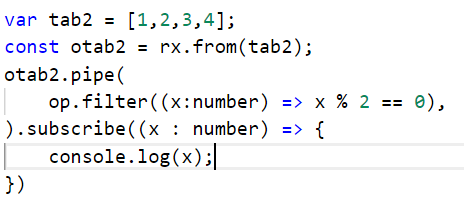 var tab2 = [1,2,3,4];
const otab2 = rx.from(tab2);
otab2.pipe(
    op.filter((x:number) => x % 2 == 0),
).subscribe((x : number) => {
    console.log(x);
})